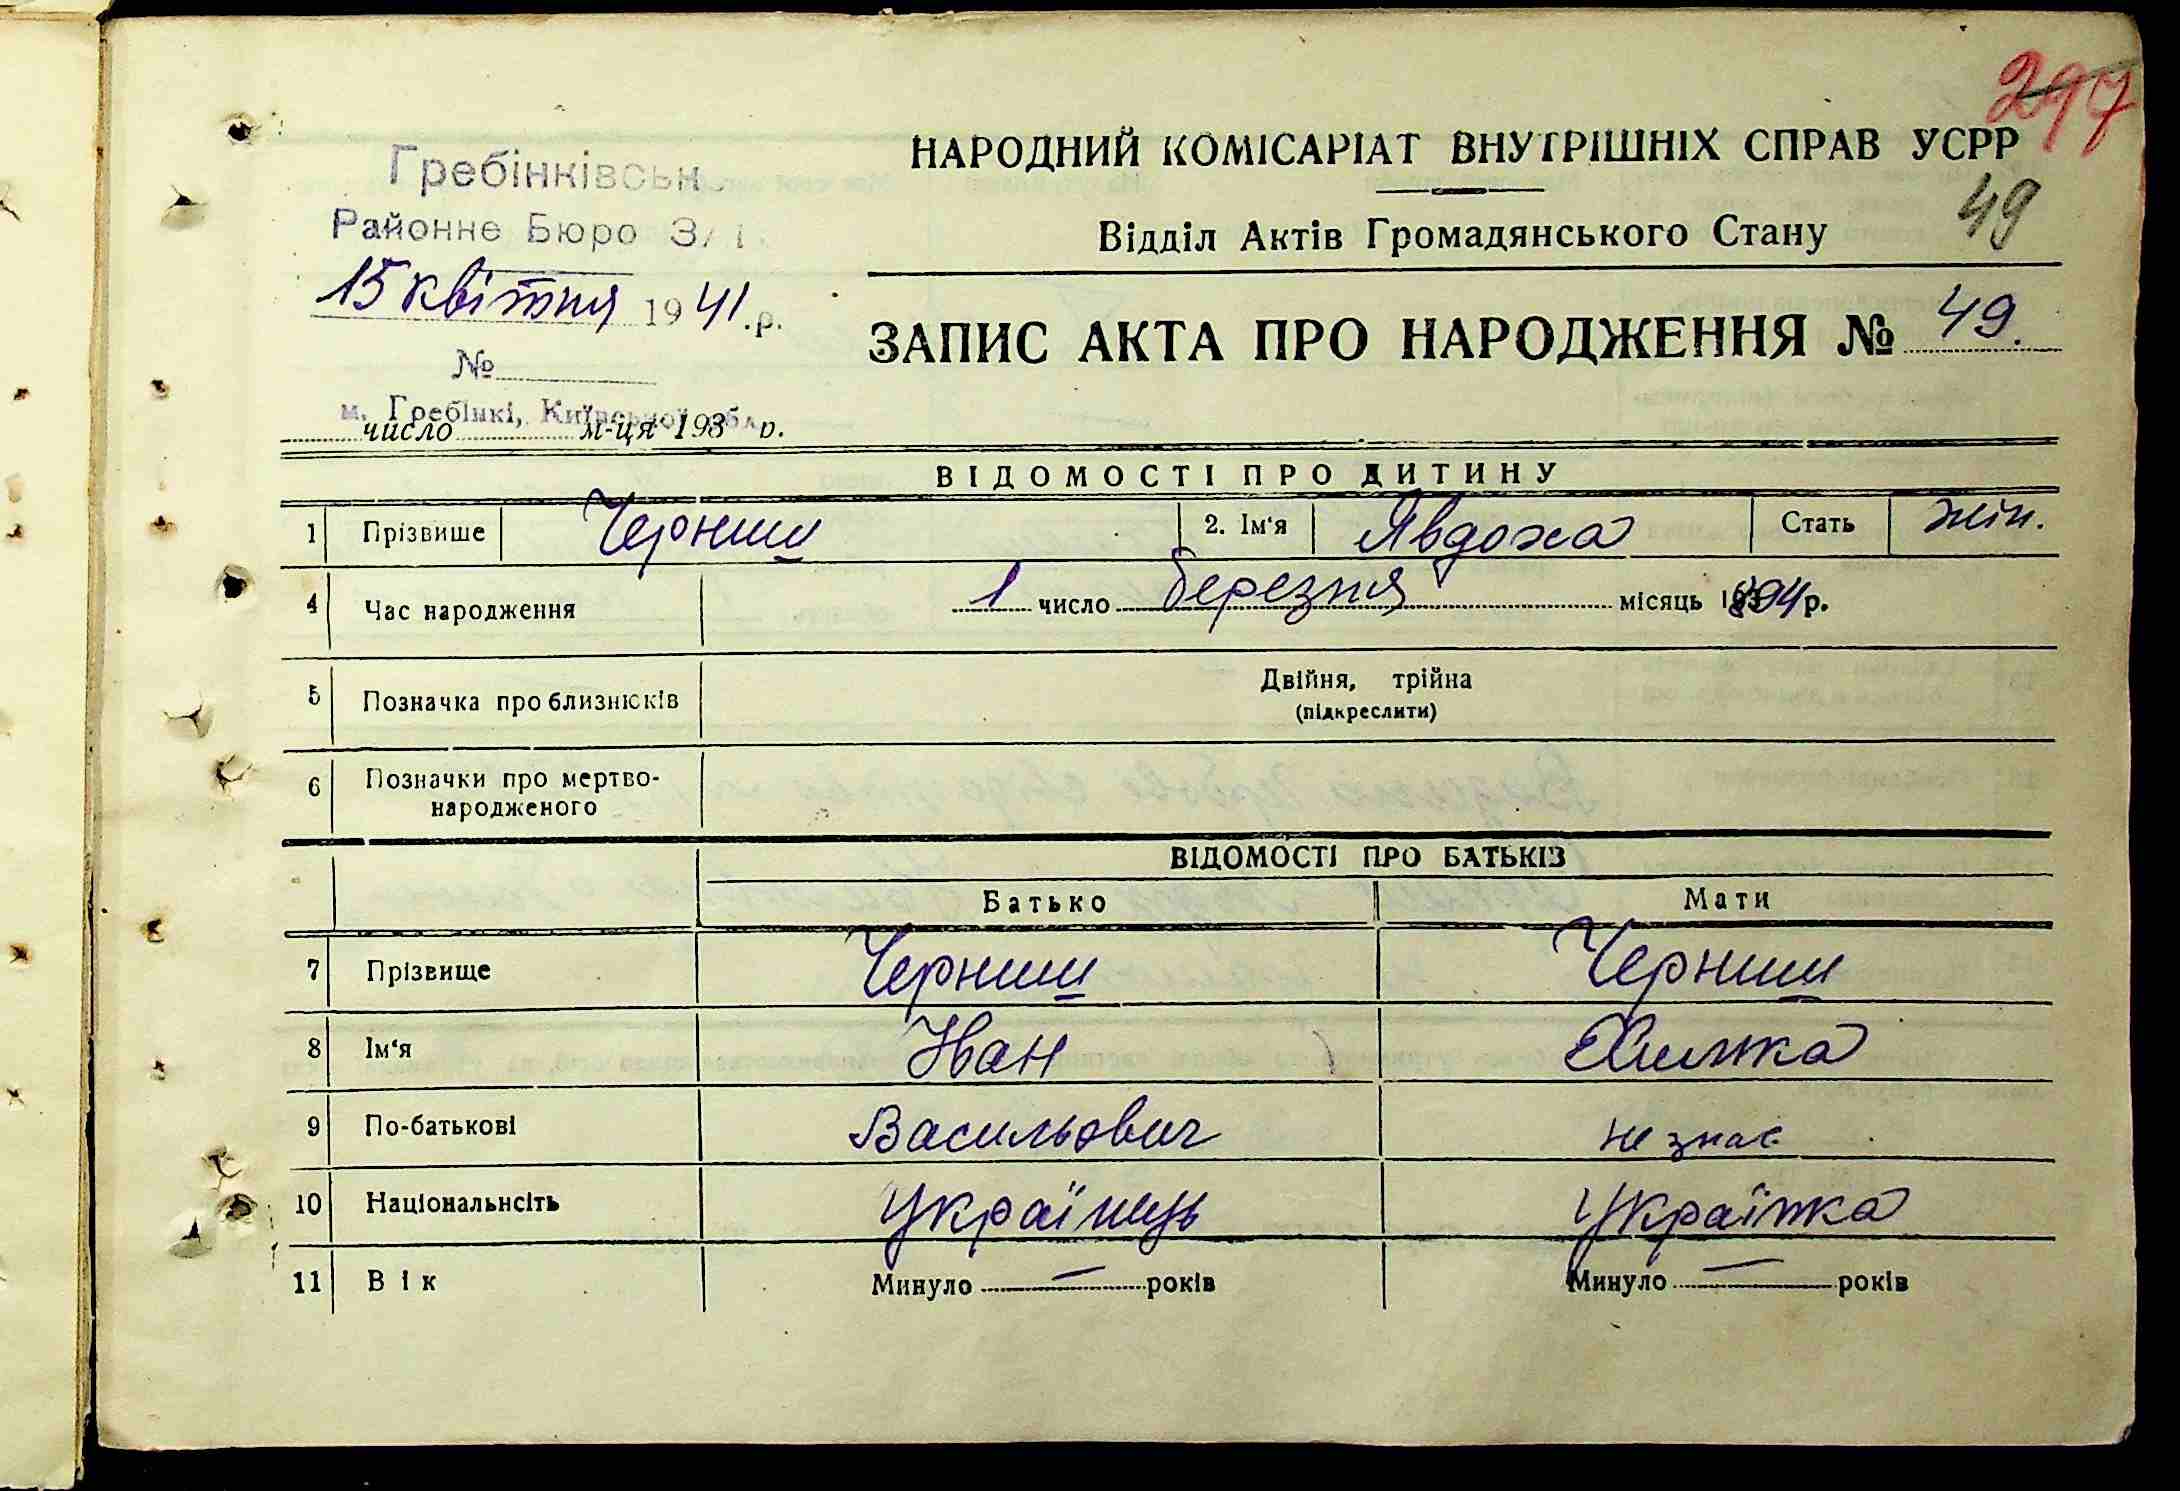 297
НАРОДНИЙ КОМІСАРІАТ ВНУТРІШНІХ СПРАВ УСРР
49
Відділ Актів Громадянського Стану
Гребінківськ.
Районне Бюро
15 квітня 1941.р.
№
м. Гребінкі, Київської обл.
число м-ця 193 р.
ЗАПИС АКТА ПРО НАРОДЖЕННЯ № 49.
ВІДОМОСТІ ПРО ДИТИНУ
1 Прізвише Черниш 2. Ім'я Явдоха Стать жін.
4 Час народження 1 число березня місяць 1894 р.
5 Позначка про близнюків Двійня, трійна
(підкреслити)
6 Позначки про мертво-
народженого
ВІДОМОСТІ ПРО БАТЬКІВ
Батько Мати
7 Прізвище Черниш Черниш
8 Ім'я Іван Химка
9 По-батькові Васильович не знає
10 Національнсіть Українець Українка
11 Вік Минуло — років Минуло — років